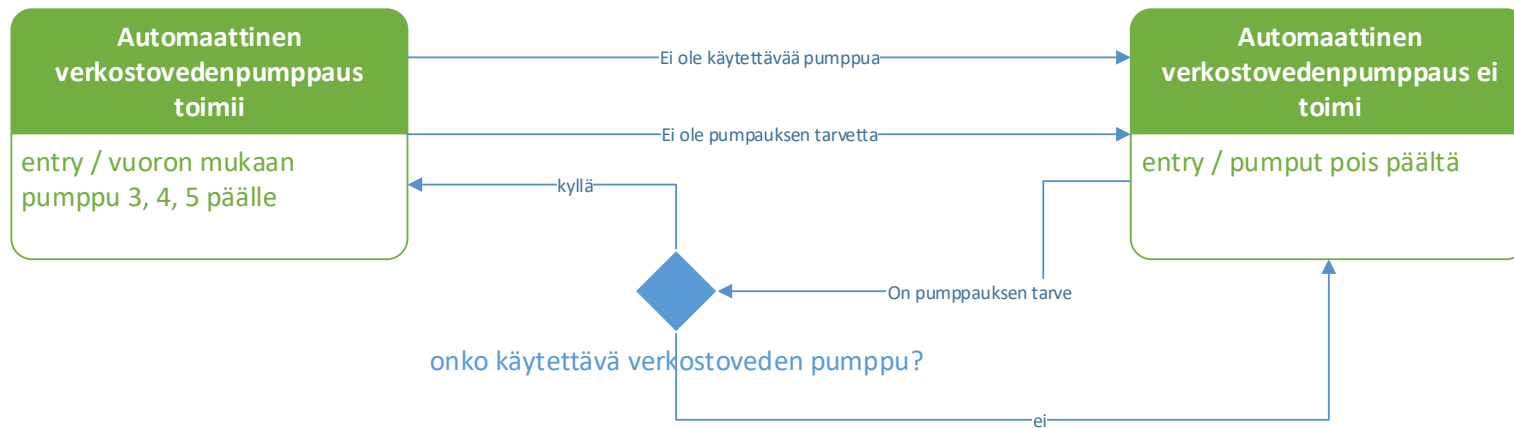 Automaattinen
verkostovedenpumppaus
toimii
entry / vuoron mukaan
pumppu 3, 4, 5 päälle
Ei ole käytettävää pumppua
Ei ole pumpauksen tarvetta
kyllä
Automaattinen
verkostovedenpumppaus ei
toimi
entry / pumput pois päältä
On pumppauksen tarve
onko käytettävä verkostoveden pumppu?
ei